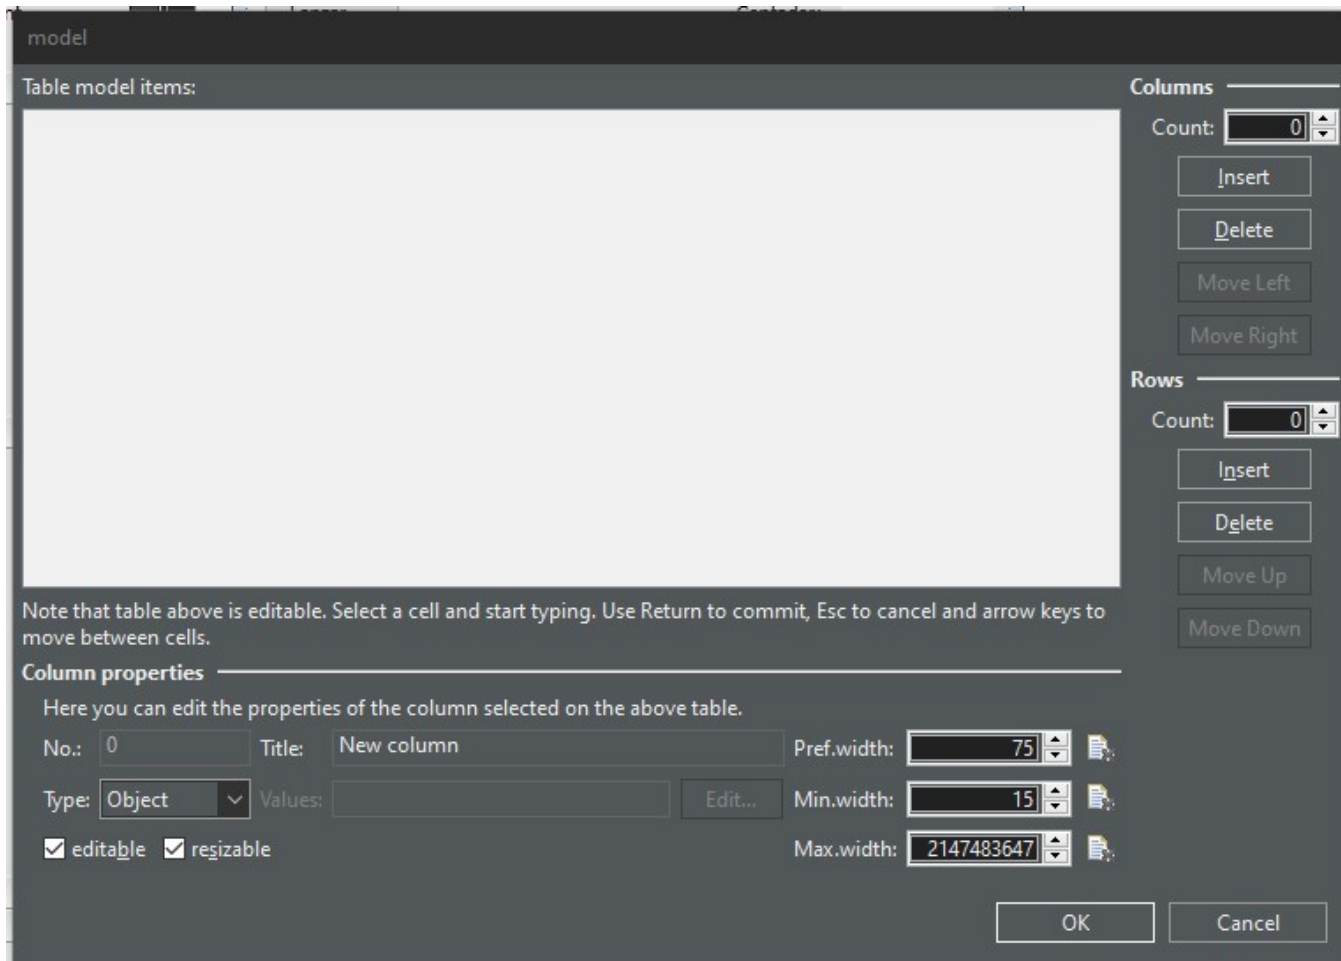 model
Table model items:
Columns
Count: 0
Insert
Delete
Move Left
Move Right
Rows
Count: 0
Insert
Delete
Move Up
Move Down
Note that table above is editable. Select a cell and start typing. Use Return to commit, Esc to cancel and arrow keys to
move between cells.
Column properties
Here you can edit the properties of the column selected on the above table.
No.: 0 Title: New column Pref.width: 75
Type: Object Values: Edit... Min.width: 15
editable resizable Max.width: 2147483647
OK Cancel